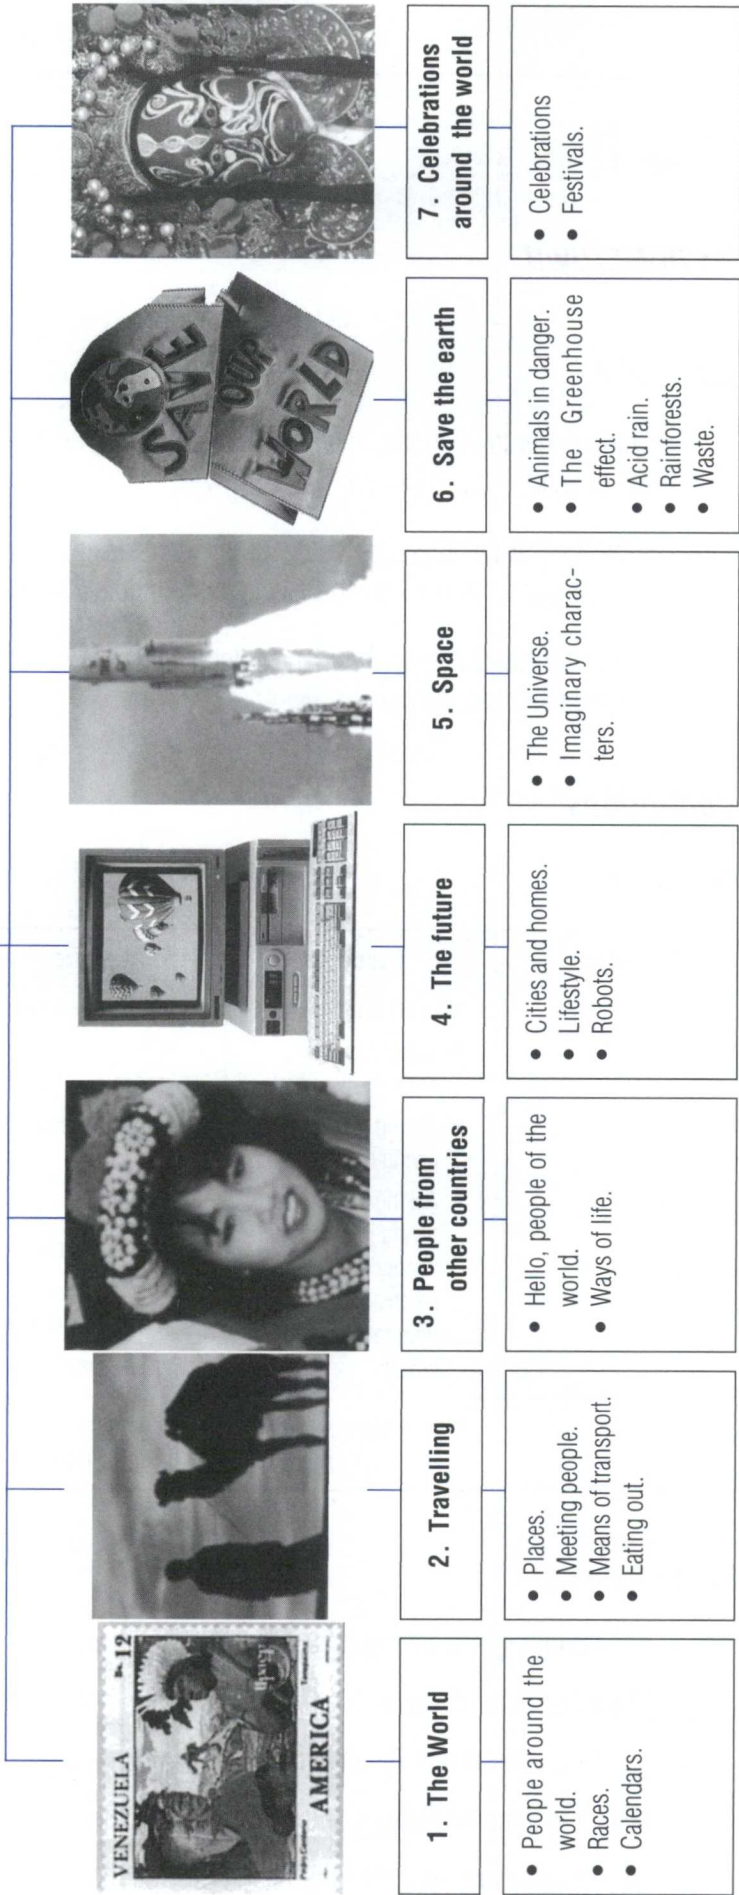 VENEZUELA
Bs. 12
AMERICA
1. The World
• People around the
world.
• Races.
• Calendars.
2. Travelling
• Places.
• Meeting people.
• Means of transport.
• Eating out.
3. People from
other countries
• Hello, people of the
world.
• Ways of life.
4. The future
• Cities and homes.
• Lifestyle.
• Robots.
5. Space
• The Universe.
• Imaginary charac-
ters.
SAVE
OUR
WORLD
6. Save the earth
• Animals in danger.
• The Greenhouse
effect.
• Acid rain.
• Rainforests.
• Waste.
7. Celebrations
around the world
• Celebrations
• Festivals.